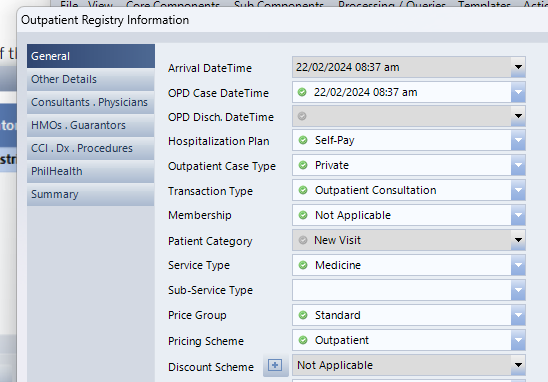 File View Core Components Sub Components Processing / Queries Templates
Outpatient Registry Information
General
Other Details
Consultants . Physicians
HMOs . Guarantors
CCI . Dx . Procedures
PhilHealth
Summary
Arrival DateTime 22/02/2024 08:37 am
OPD Case DateTime 22/02/2024 08:37 am
OPD Disch. DateTime
Hospitalization Plan Self-Pay
Outpatient Case Type Private
Transaction Type Outpatient Consultation
Membership Not Applicable
Patient Category New Visit
Service Type Medicine
Sub-Service Type
Price Group Standard
Pricing Scheme Outpatient
Discount Scheme Not Applicable